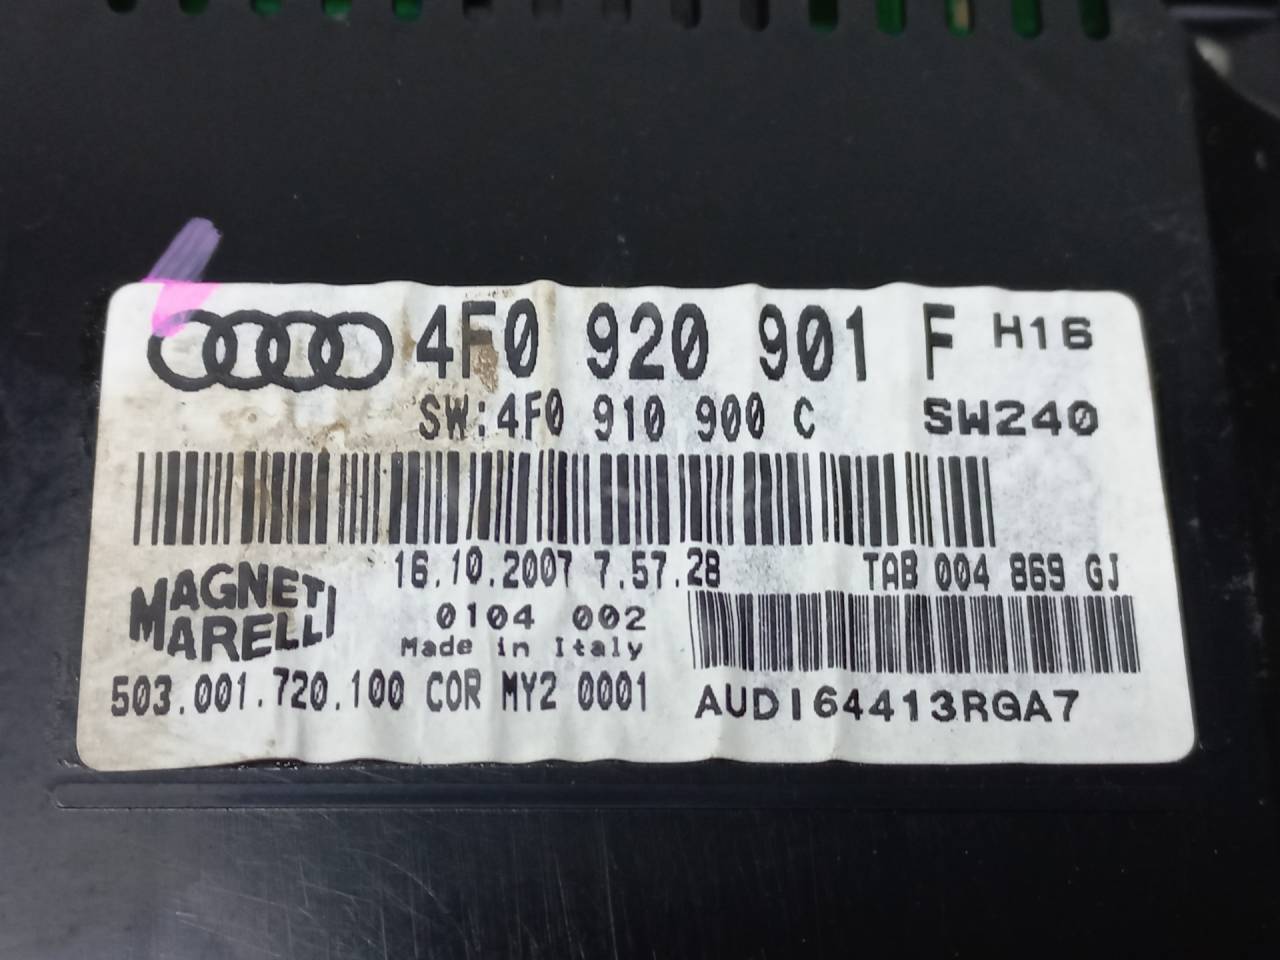 4F0 920 901 F H16
SW:4F0 910 900 C SW240
16.10.2007 7.57.28 TAB 004 869 GJ
MAGNETI
MARELLI
0104 002
Made in Italy
503.001.720.100 COR MY2 0001
AUDI64413RGA7